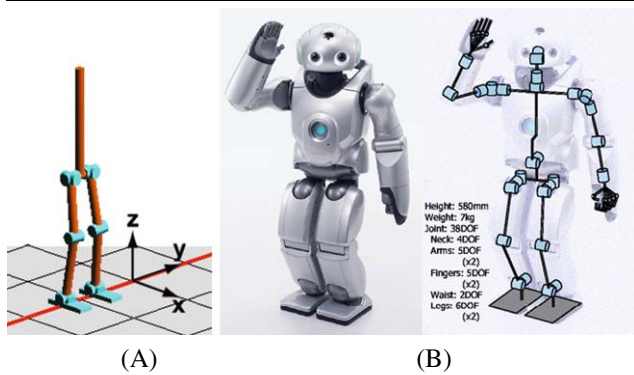 z
y
x
Height: 580mm
Weight: 7kg
Joint: 38DOF
Neck: 4DOF
Arms: 5DOF
(x2)
Fingers: 5DOF
(x2)
Waist: 2DOF
Legs: 6DOF
(x2)
(A)
(B)